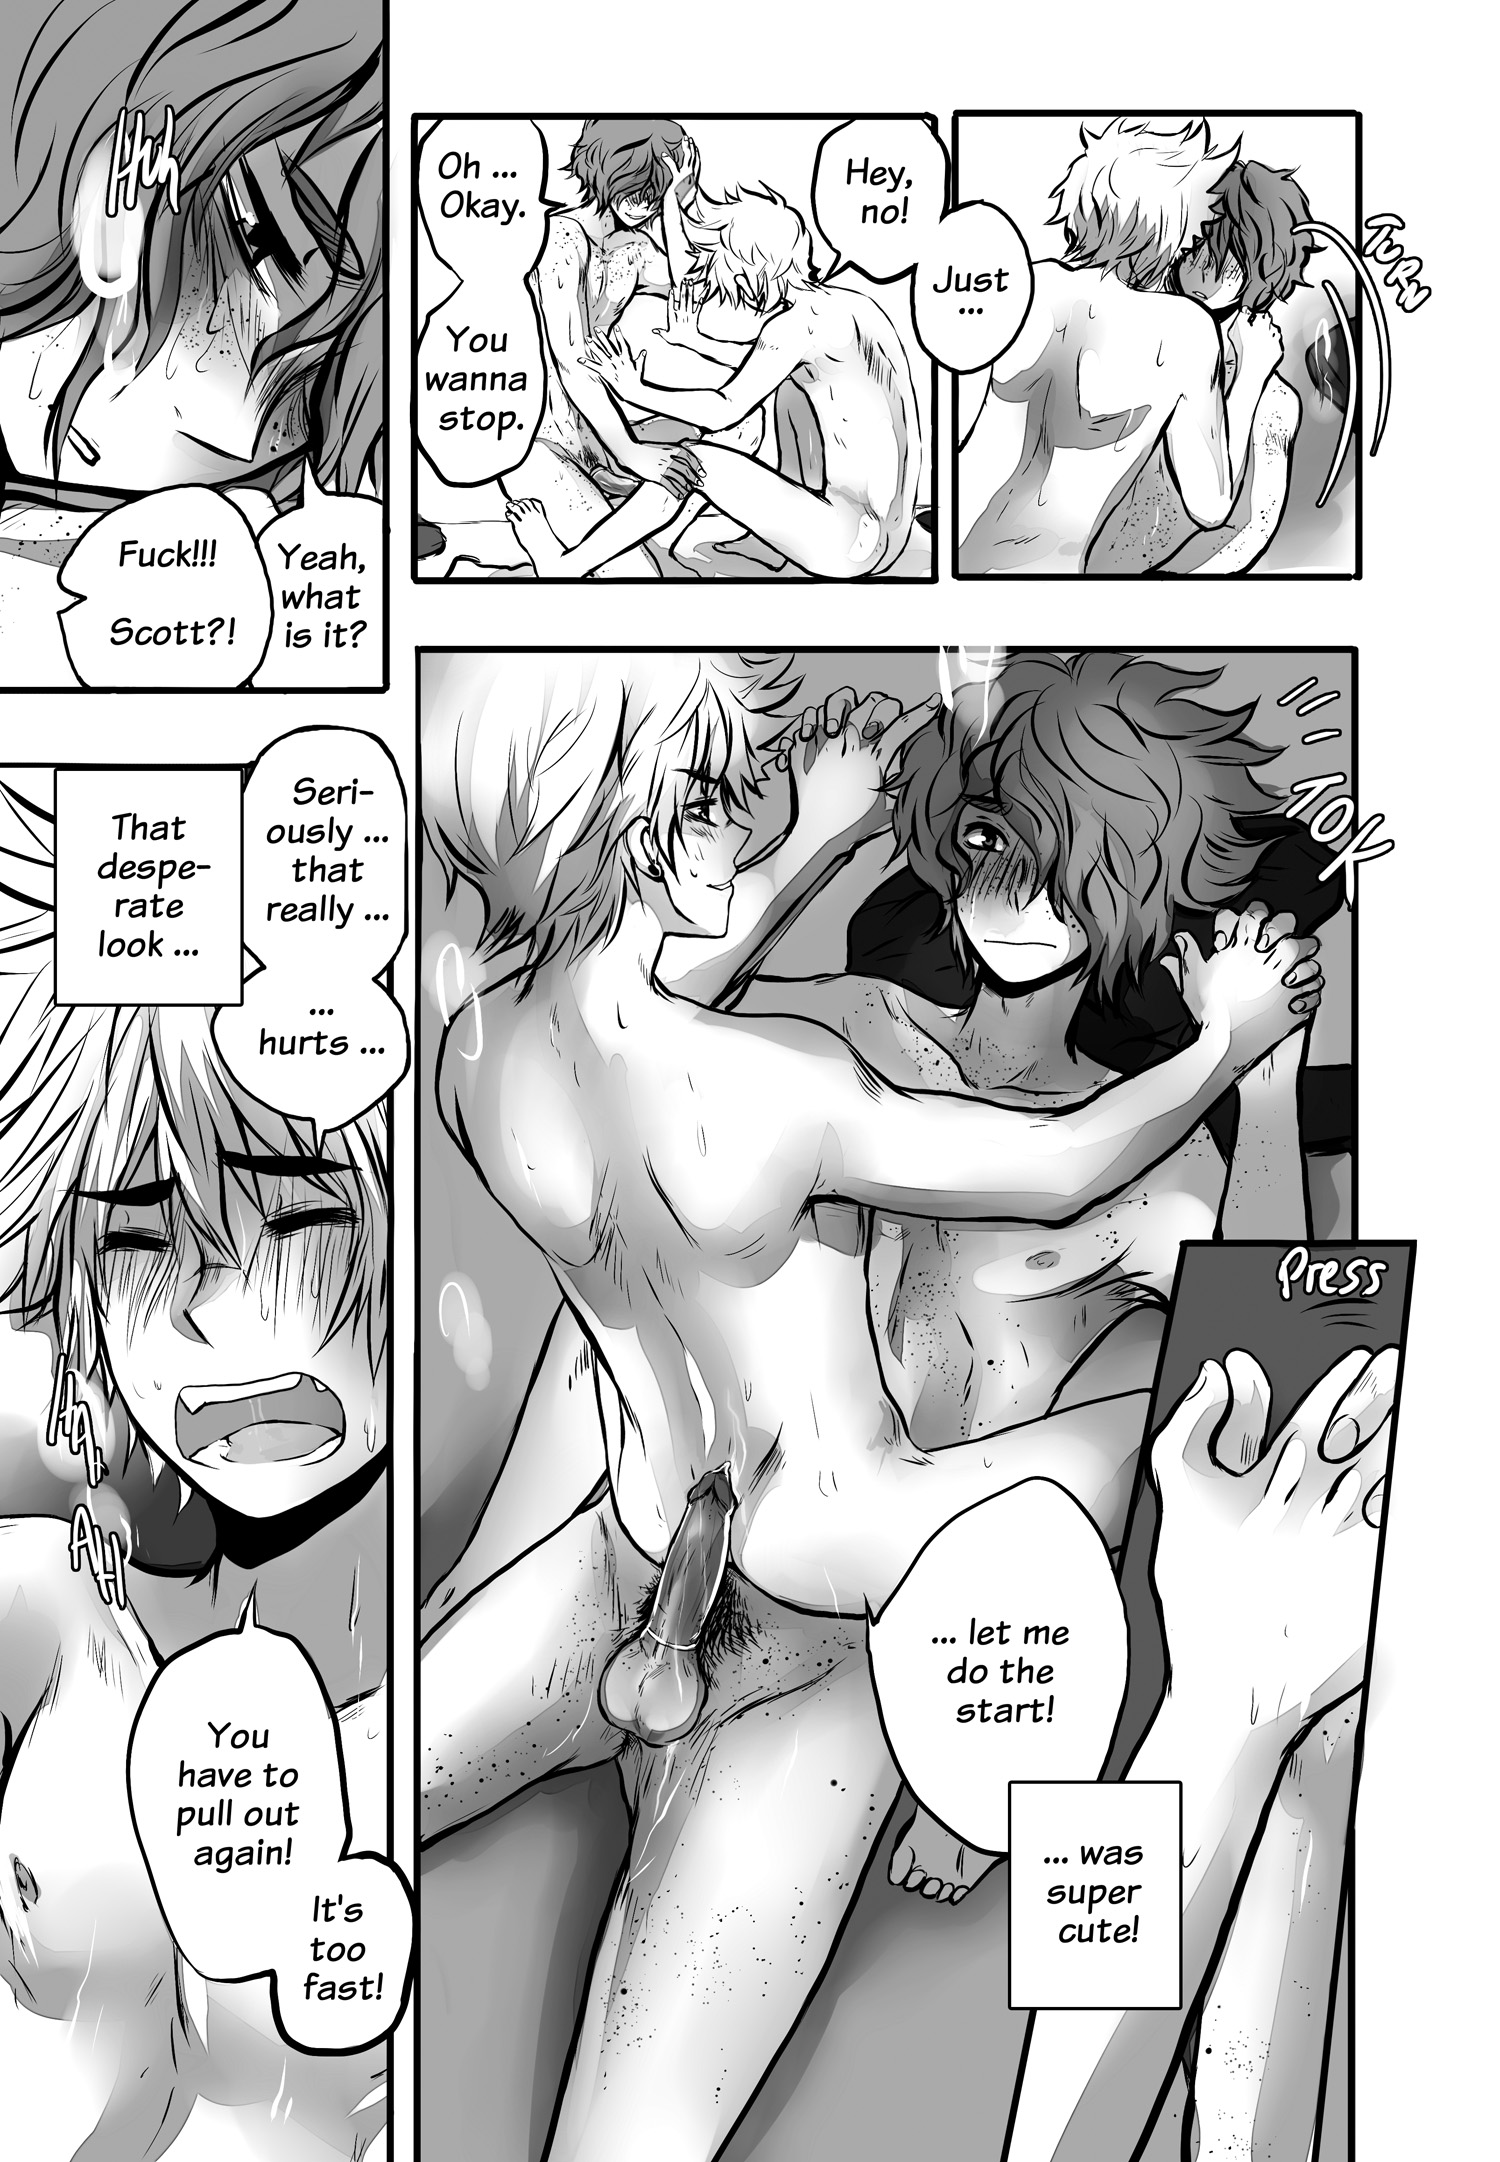 Huh
Fuck!!!
Scott?!
Yeah,
what
is it?
That
despe-
rate
look ...
Seri-
ously ...
that
really ...
...
hurts ...
Ha
Ha
AH
You
have to
pull out
again!
It's
too
fast!
Oh ...
Okay.
You
wanna
stop.
Hey,
no!
Just
...
TURN
TOK
Press
... let me
do the
start!
... was
super
cute!